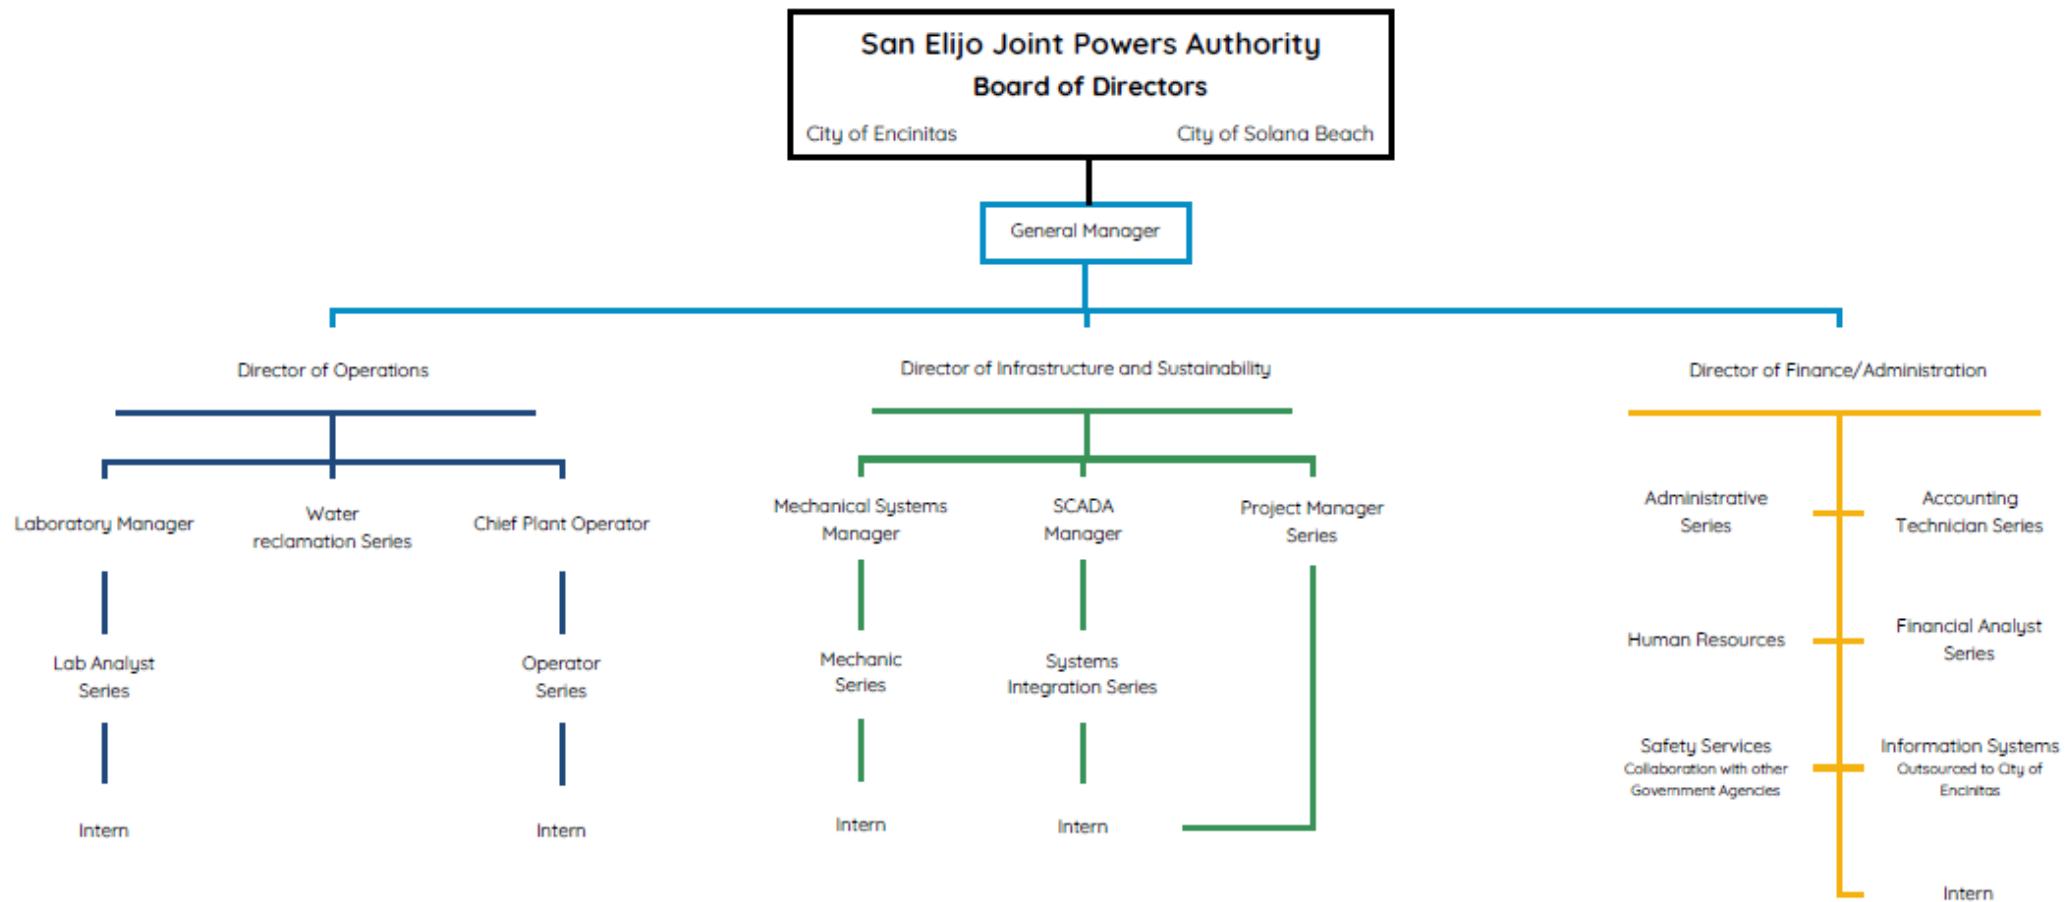 San Elijo Joint Powers Authority
Board of Directors
City of Encinitas
City of Solana Beach
General Manager
Director of Operations
Director of Infrastructure and Sustainability
Director of Finance/Administration
Laboratory Manager
Water
reclamation Series
Chief Plant Operator
Mechanical Systems
Manager
SCADA
Manager
Project Manager
Series
Administrative
Series
Accounting
Technician Series
Lab Analyst
Series
Operator
Series
Mechanic
Series
Systems
Integration Series
Human Resources
Financial Analyst
Series
Safety Services
Collaboration with other
Government Agencies
Information Systems
Outsourced to City of
Encinitas
Intern
Intern
Intern
Intern
Intern